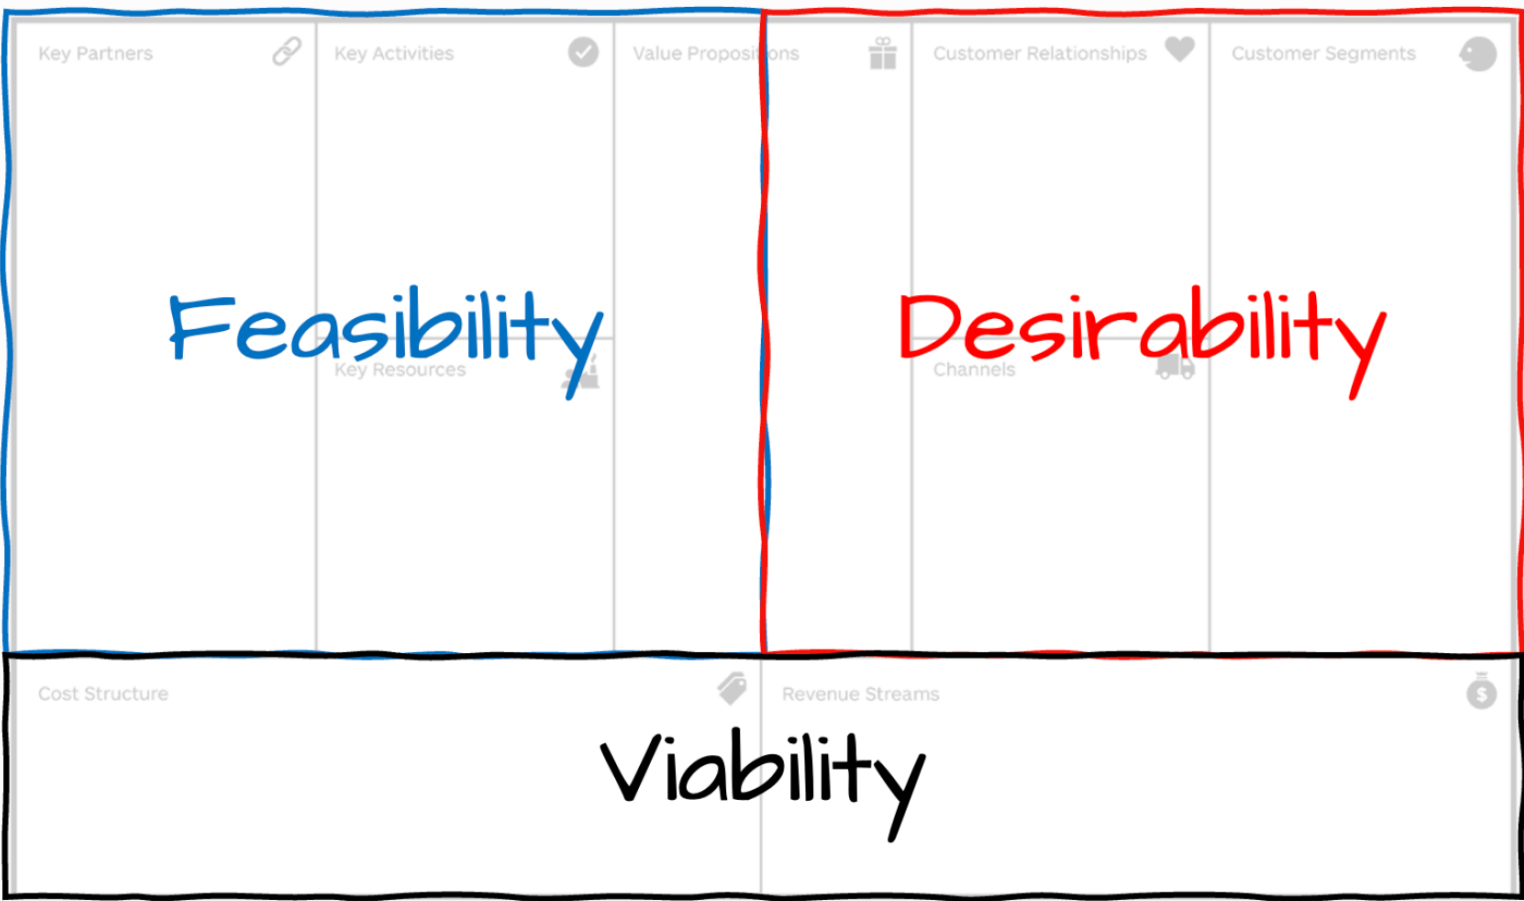 Key Partners
Key Activities
Value Propositions
Customer Relationships
Customer Segments
Feasibility
Desirability
Key Resources
Channels
Cost Structure
Revenue Streams
$
Viability